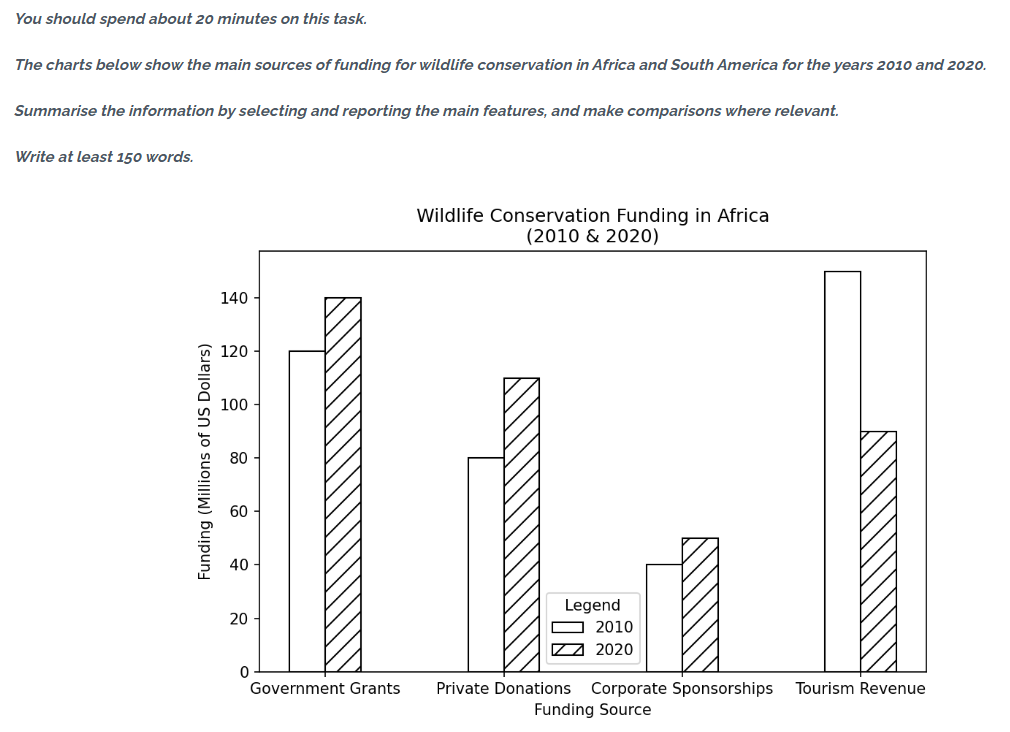 You should spend about 20 minutes on this task.
The charts below show the main sources of funding for wildlife conservation in Africa and South America for the years 2010 and 2020.
Summarise the information by selecting and reporting the main features, and make comparisons where relevant.
Write at least 150 words.
Wildlife Conservation Funding in Africa
(2010 & 2020)
Funding (Millions of US Dollars)
140
120
100
80
60
40
20
0
Legend
2010
2020
Government Grants Private Donations Corporate Sponsorships Tourism Revenue
Funding Source